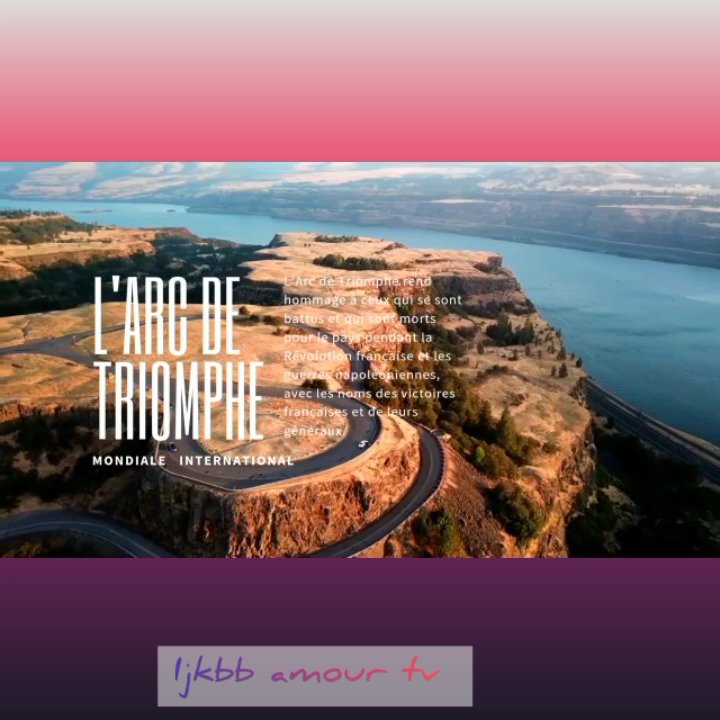 L'ARC DE
TRIOMPHE
MONDIALE INTERNATIONAL
L'Arc de Triomphe rend
hommage à ceux qui se sont
battus et qui sont morts
pour le pays pendant la
Révolution française et les
guerres napoléoniennes,
avec les noms des victoires
françaises et de leurs
généraux.
ljkbb amour tv